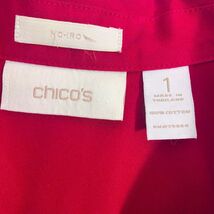 NO-IRON
chico's
1
MADE IN
THAILAND
100% COTTON